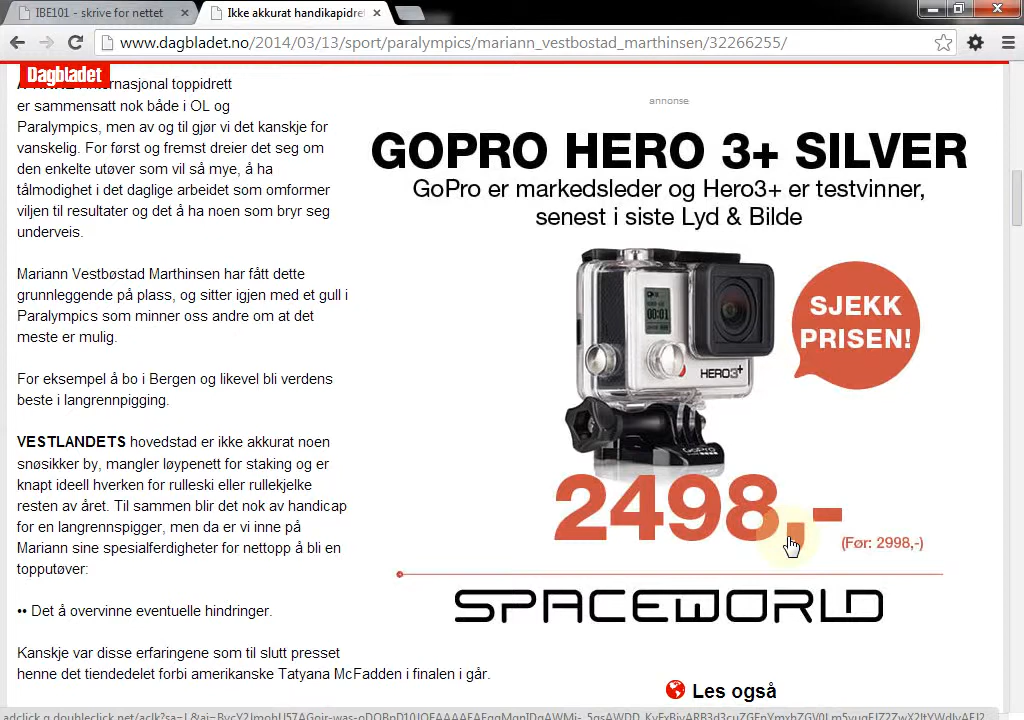 IBE101 - skrive for nettet
Ikke akkurat handikapidret
www.dagbladet.no/2014/03/13/sport/paralympics/mariann_vestbostad_marthinsen/32266255/
Dagbladet
toppidrett
er sammensatt nok både i OL og
Paralympics, men av og til gjør vi det kanskje for
vanskelig. For først og fremst dreier det seg om
den enkelte utøver som vil så mye, å ha
tålmodighet i det daglige arbeidet som omformer
viljen til resultater og det å ha noen som bryr seg
underveis.
Mariann Vestbøstad Marthinsen har fått dette
grunnleggende på plass, og sitter igjen med et gull i
Paralympics som minner oss andre om at det
meste er mulig.
For eksempel å bo i Bergen og likevel bli verdens
beste i langrennpigging.
VESTLANDETS hovedstad er ikke akkurat noen
snøsikker by, mangler løypenett for staking og er
knapt ideell hverken for rulleski eller rullekjelke
resten av året. Til sammen blir det nok av handicap
for en langrennspigger, men da er vi inne på
Mariann sine spesialferdigheter for nettopp å bli en
topputøver:
•• Det å overvinne eventuelle hindringer.
Kanskje var disse erfaringene som til slutt presset
henne det tiendedelet forbi amerikanske Tatyana McFadden i finalen i går.
annonse
GOPRO HERO 3+ SILVER
GoPro er markedsleder og Hero3+ er testvinner,
senest i siste Lyd & Bilde
00:01
HERO3+
GoPro
SJEKK
PRISEN!
2498,-
(Før: 2998,-)
SPACEWORLD
Les også